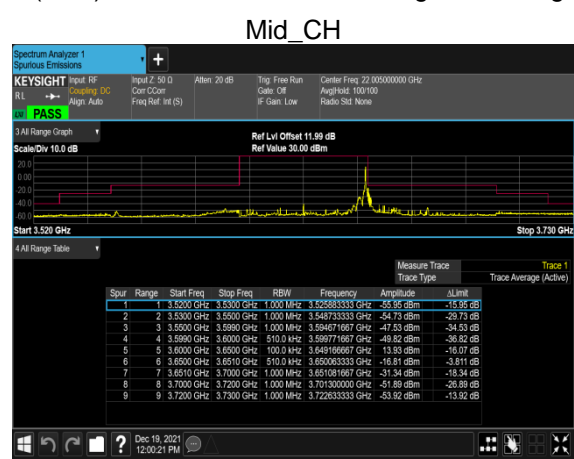 Mid_CH
Spectrum Analyzer 1
Spurious Emissions
+
KEYSIGHT Input: RF Input Z: 50 Ω Atten: 20 dB Trig: Free Run Center Freq: 22.005000000 GHz
RL Coupling: DC Corr CCorr Gate: Off Avg|Hold: 100/100
Align: Auto Freq Ref: Int (S) IF Gain: Low Radio Std: None
PASS
3 All Range Graph Ref Lvl Offset 11.99 dB
Scale/Div 10.0 dB Ref Value 30.00 dBm
20.0
0.00
-20.0
-40.0
-60.0
Start 3.520 GHz Stop 3.730 GHz
4 All Range Table
Measure Trace Trace 1
Trace Type Trace Average (Active)
Spur Range Start Freq Stop Freq RBW Frequency Amplitude ΔLimit
1 1 3.5200 GHz 3.5300 GHz 1.000 MHz 3.525883333 GHz -55.95 dBm -15.95 dB
2 2 3.5300 GHz 3.5500 GHz 1.000 MHz 3.548733333 GHz -54.73 dBm -29.73 dB
3 3 3.5500 GHz 3.5990 GHz 1.000 MHz 3.594671667 GHz -47.53 dBm -34.53 dB
4 4 3.5990 GHz 3.6000 GHz 510.0 kHz 3.599771667 GHz -49.82 dBm -36.82 dB
5 5 3.6000 GHz 3.6500 GHz 100.0 kHz 3.649166667 GHz 13.93 dBm -16.07 dB
6 6 3.6500 GHz 3.6510 GHz 510.0 kHz 3.650063333 GHz -16.81 dBm -3.811 dB
7 7 3.6510 GHz 3.7000 GHz 1.000 MHz 3.651081667 GHz -31.34 dBm -18.34 dB
8 8 3.7000 GHz 3.7200 GHz 1.000 MHz 3.701300000 GHz -51.89 dBm -26.89 dB
9 9 3.7200 GHz 3.7300 GHz 1.000 MHz 3.722633333 GHz -53.92 dBm -13.92 dB
? Dec 19, 2021
12:00:21 PM